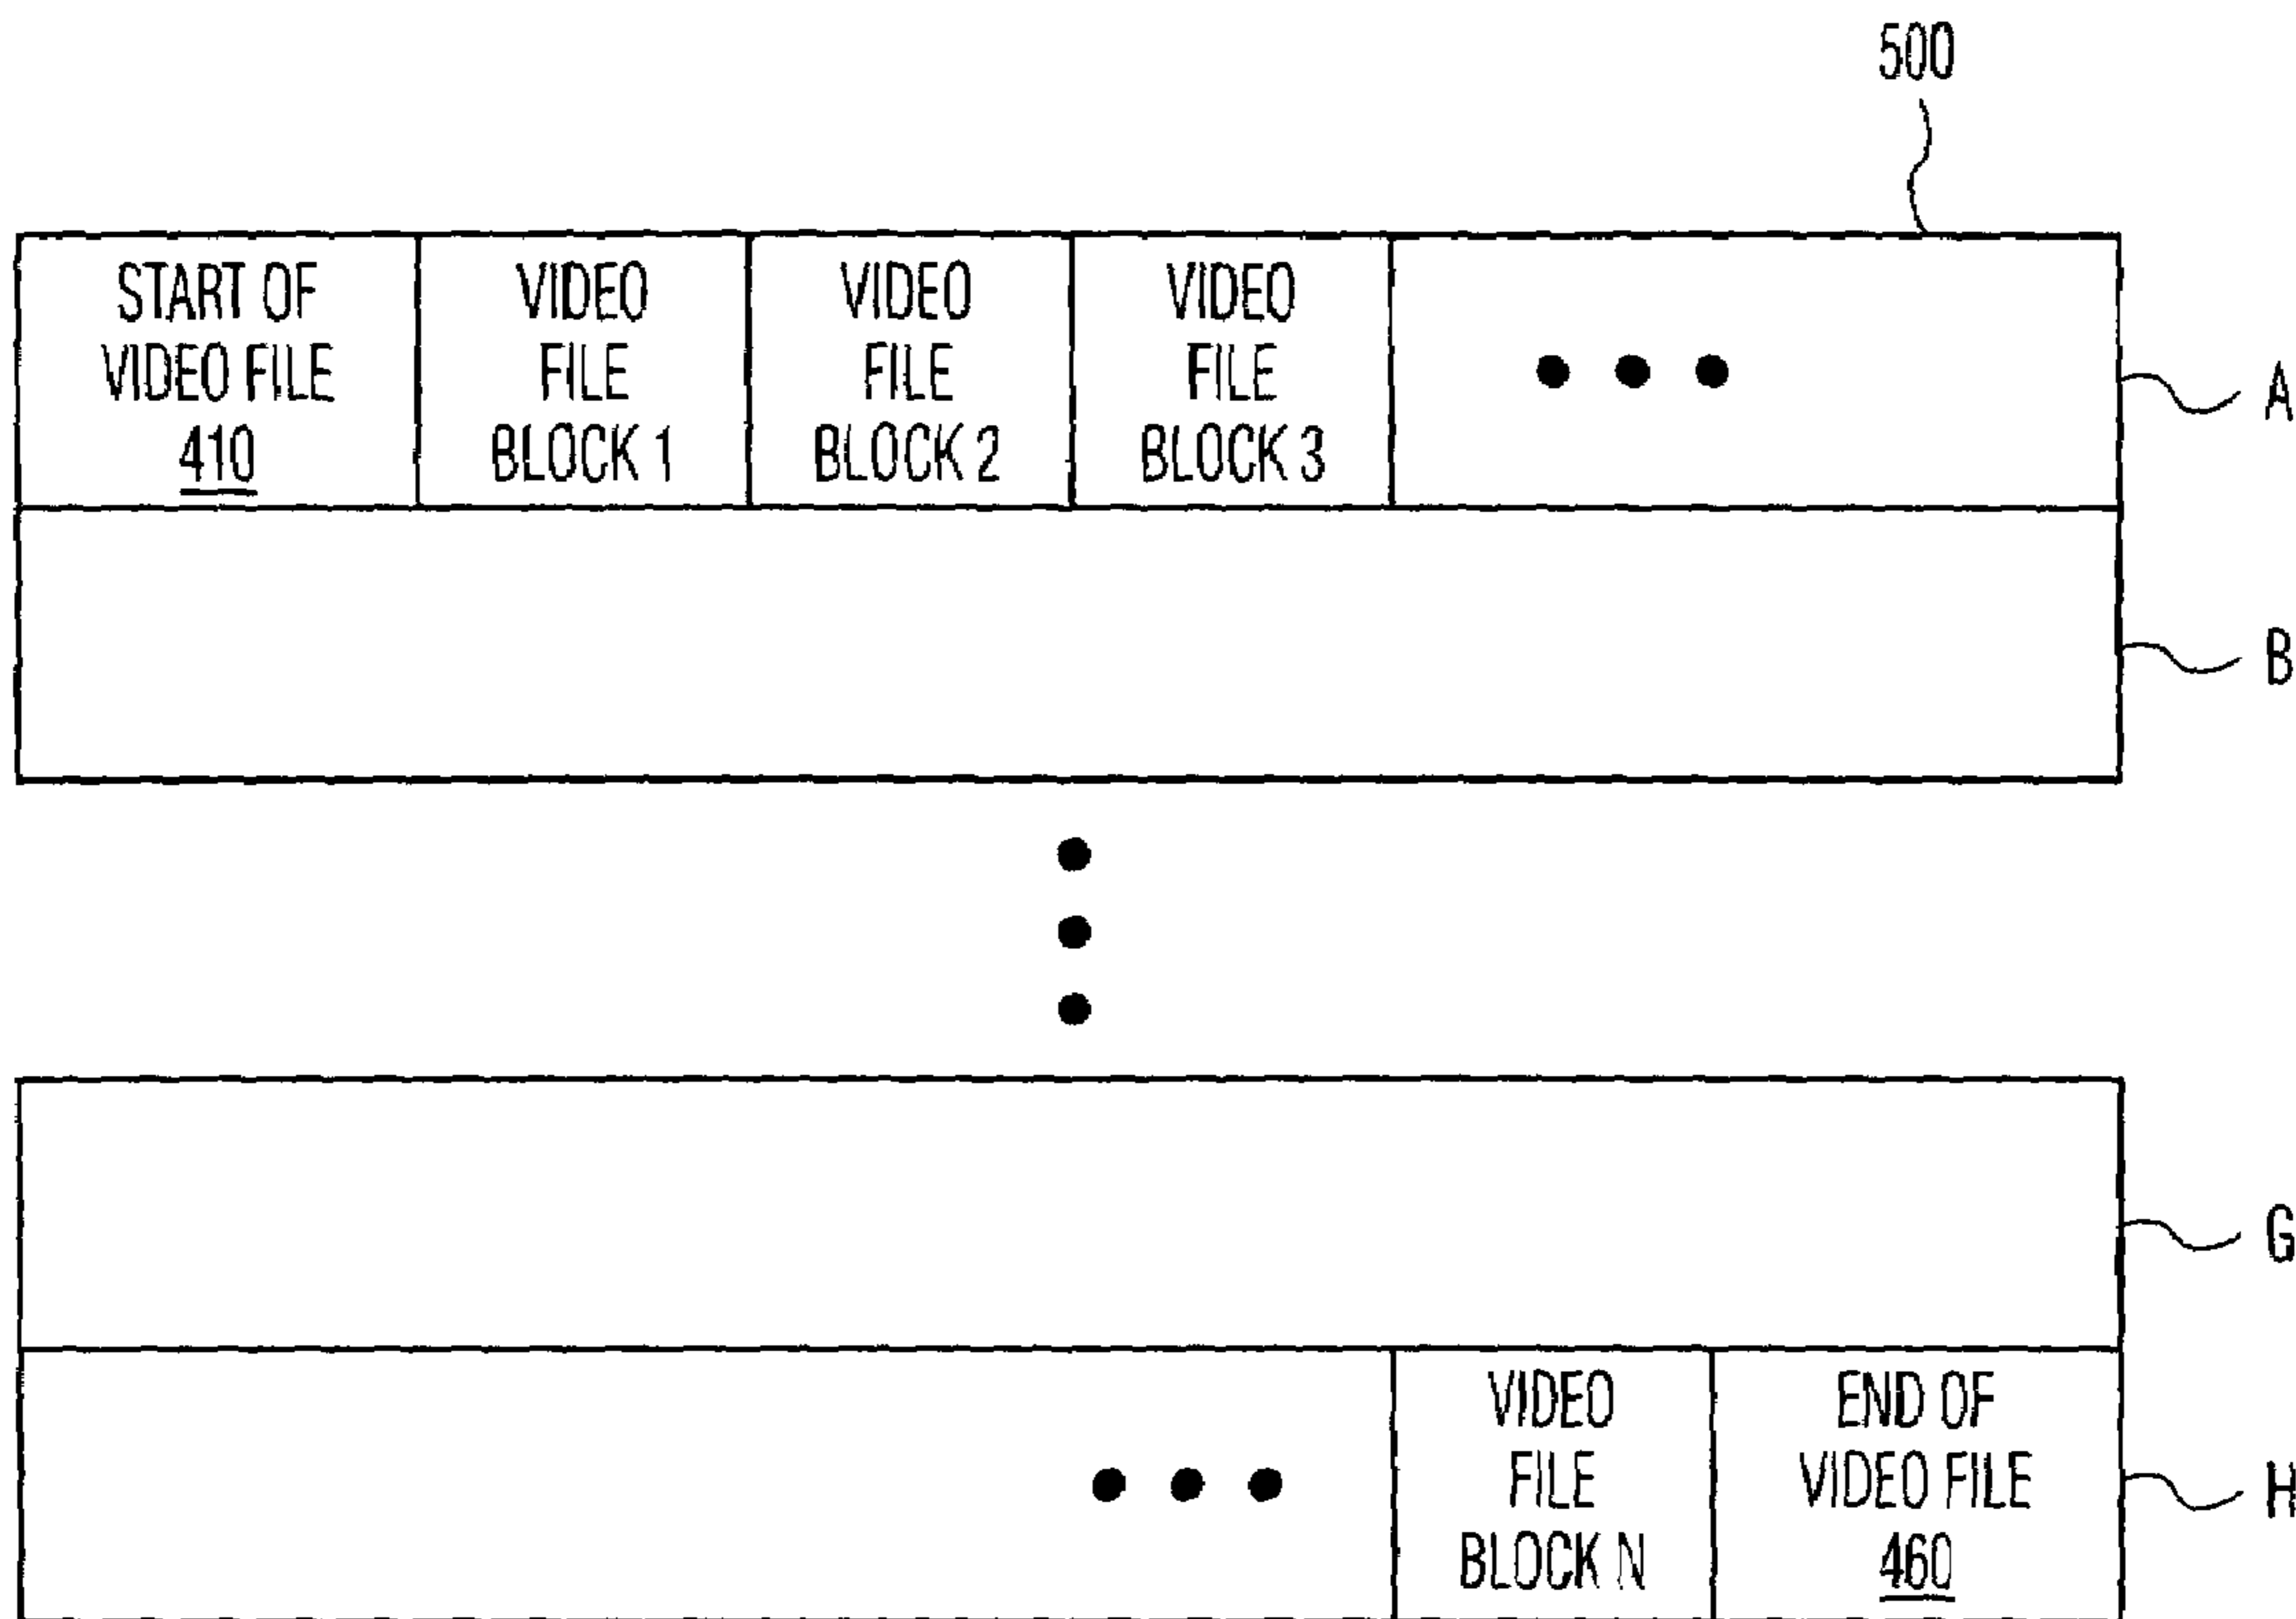 500
START OF
VIDEO FILE
410
VIDEO
FILE
BLOCK 1
VIDEO
FILE
BLOCK 2
VIDEO
FILE
BLOCK 3
A
B
G
VIDEO
FILE
BLOCK N
END OF
VIDEO FILE
460
H